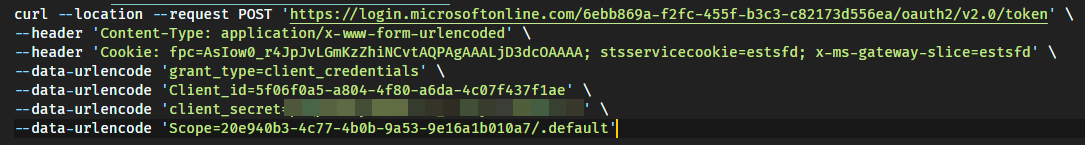 curl --location --request POST 'https://login.microsoftonline.com/6ebb869a-f2fc-455f-b3c3-c82173d556ea/oauth2/v2.0/token' \
--header 'Content-Type: application/x-www-form-urlencoded' \
--header 'Cookie: fpc=AsIow0_r4JpJvLGmKzZhiNCvtAQPAgAAALjD3dcOAAAA; stsservicecookie=estsfd; x-ms-gateway-slice=estsfd' \
--data-urlencode 'grant_type=client_credentials' \
--data-urlencode 'Client_id=5f06f0a5-a804-4f80-a6da-4c07f437f1ae' \
--data-urlencode 'client_secret=' \
--data-urlencode 'Scope=20e940b3-4c77-4b0b-9a53-9e16a1b010a7/.default'